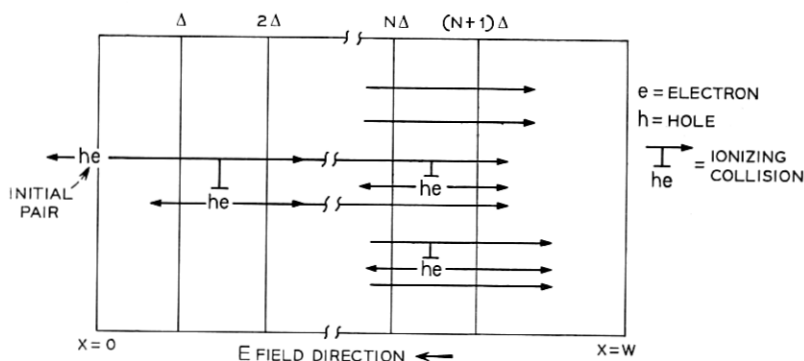 Δ 2Δ NΔ (N+1)Δ
e = ELECTRON
h = HOLE
he = IONIZING COLLISION
he
INITIAL PAIR
he
he
he
X = 0
E FIELD DIRECTION
X = W